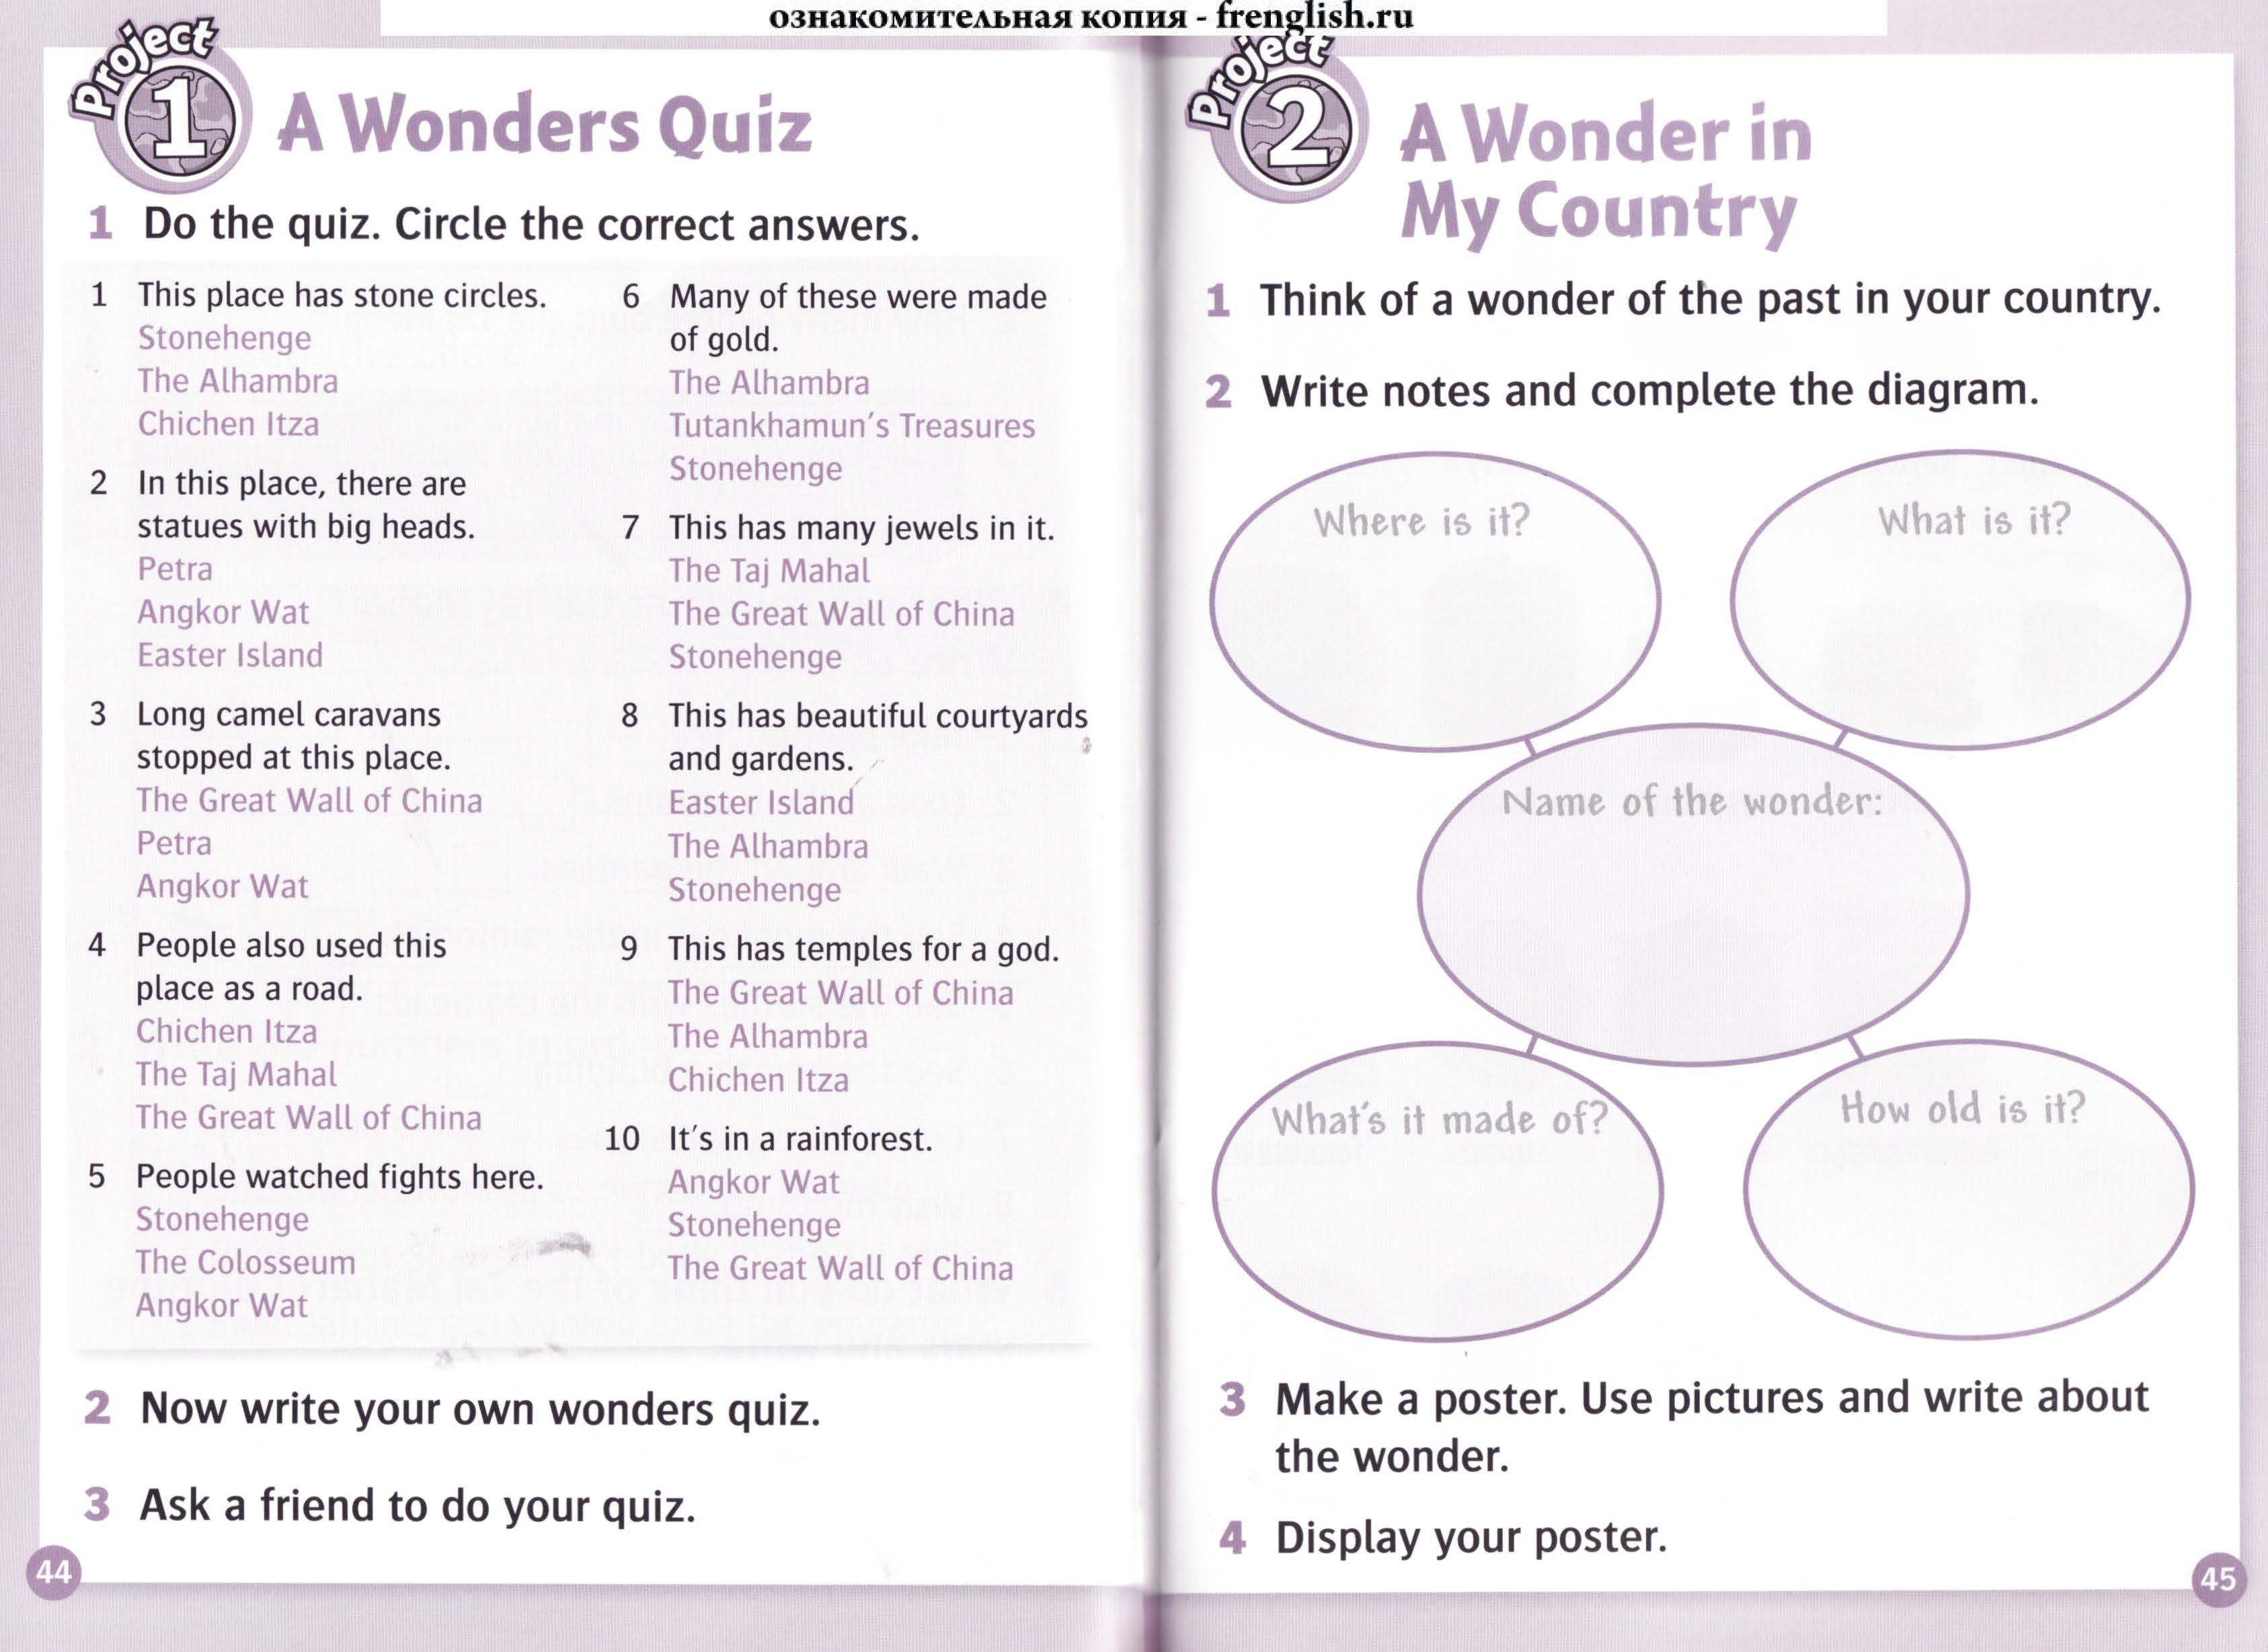 ознакомительная копия - frenglish.ru
Project
1
A Wonders Quiz
1 Do the quiz. Circle the correct answers.
1 This place has stone circles.
Stonehenge
The Alhambra
Chichen Itza
2 In this place, there are
statues with big heads.
Petra
Angkor Wat
Easter Island
3 Long camel caravans
stopped at this place.
The Great Wall of China
Petra
Angkor Wat
4 People also used this
place as a road.
Chichen Itza
The Taj Mahal
The Great Wall of China
5 People watched fights here.
Stonehenge
The Colosseum
Angkor Wat
6 Many of these were made
of gold.
The Alhambra
Tutankhamun's Treasures
Stonehenge
7 This has many jewels in it.
The Taj Mahal
The Great Wall of China
Stonehenge
8 This has beautiful courtyards
and gardens.
Easter Island
The Alhambra
Stonehenge
9 This has temples for a god.
The Great Wall of China
The Alhambra
Chichen Itza
10 It's in a rainforest.
Angkor Wat
Stonehenge
The Great Wall of China
2 Now write your own wonders quiz.
3 Ask a friend to do your quiz.
44
Project
2
A Wonder in
My Country
1 Think of a wonder of the past in your country.
2 Write notes and complete the diagram.
Where is it?
What is it?
Name of the wonder:
What's it made of?
How old is it?
3 Make a poster. Use pictures and write about
the wonder.
4 Display your poster.
45